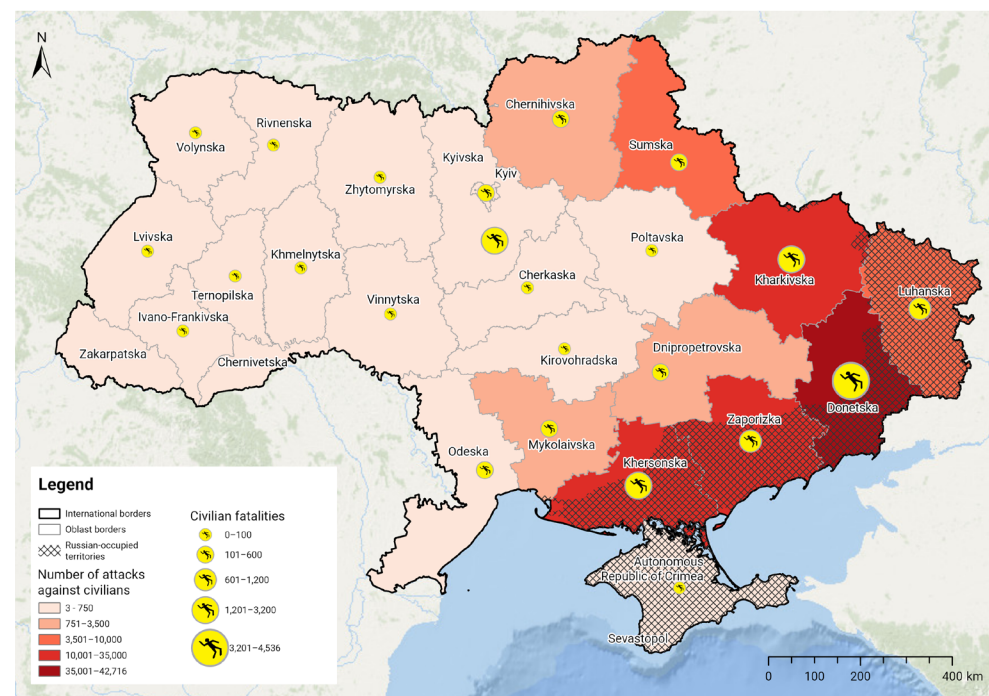 N
Chernihivska
Rivnenska
Volynska
Sumska
Kyivska
Kyiv
Zhytomyrska
Lvivska
Poltavska
Khmelnytska
Cherkaska
Kharkivska
Ternopilska
Luhanska
Vinnytska
Ivano-Frankivska
Dnipropetrovska
Zakarpatska
Kirovohradska
Chernivetska
Donetska
Zaporizka
Mykolaivska
Odeska
Khersonska
Autonomous
Republic of Crimea
Sevastopol
Legend
International borders
Oblast borders
Russian-occupied
territories
Number of attacks
against civilians
3 - 750
751–3,500
3,501–10,000
10,001–35,000
35,001–42,716
Civilian fatalities
0–100
101–600
601–1,200
1,201–3,200
3,201–4,536
0 100 200 400 km